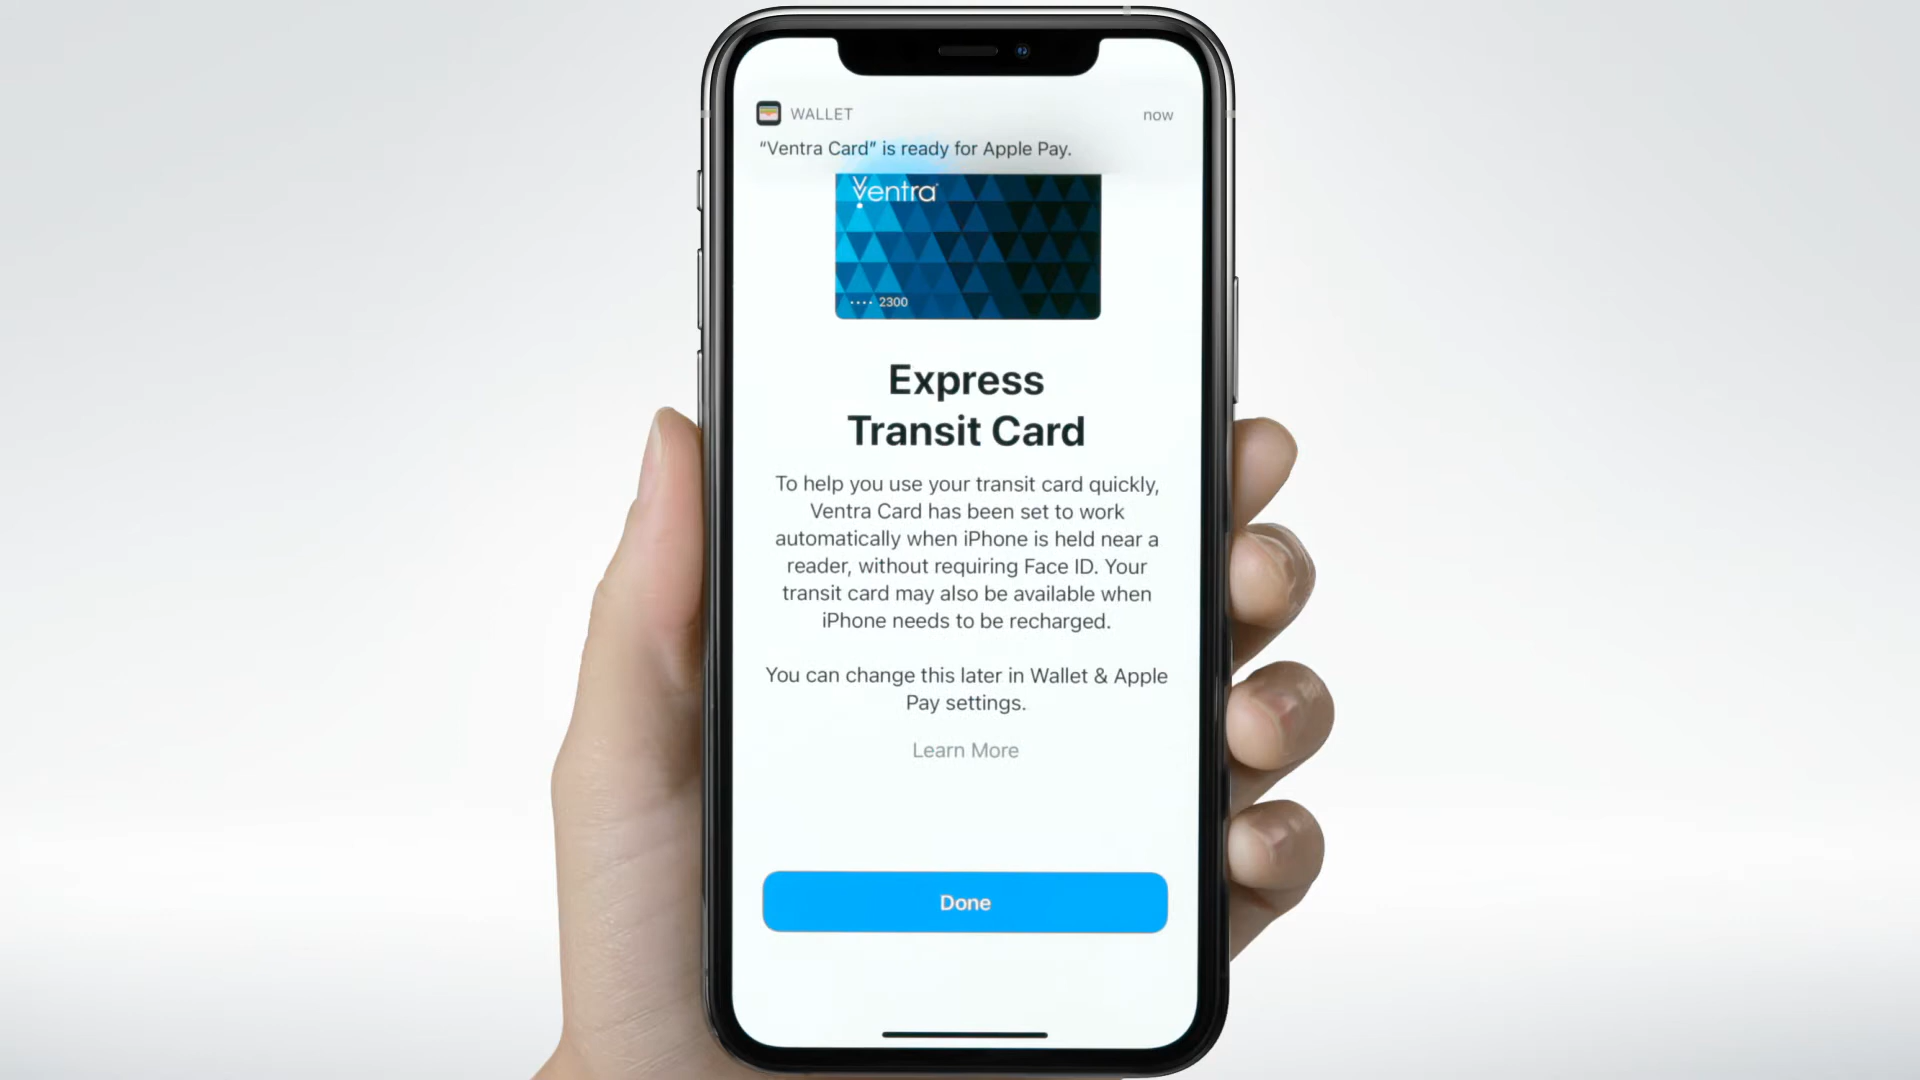 WALLET
now
“Ventra Card” is ready for Apple Pay.
Ventra
•••• 2300
Express
Transit Card
To help you use your transit card quickly,
Ventra Card has been set to work
automatically when iPhone is held near a
reader, without requiring Face ID. Your
transit card may also be available when
iPhone needs to be recharged.
You can change this later in Wallet & Apple
Pay settings.
Learn More
Done